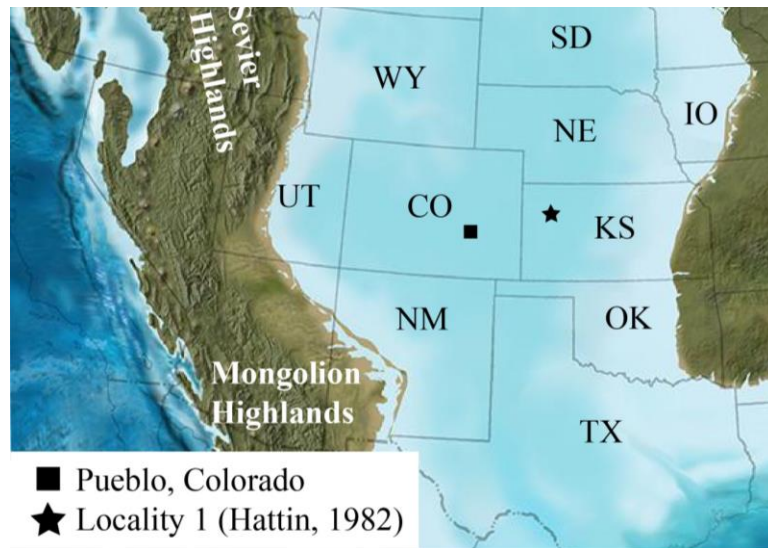 Sevier
Highlands
SD
WY
IO
NE
UT
CO
KS
NM
OK
Mongolion
Highlands
TX
Pueblo, Colorado
Locality 1 (Hattin, 1982)